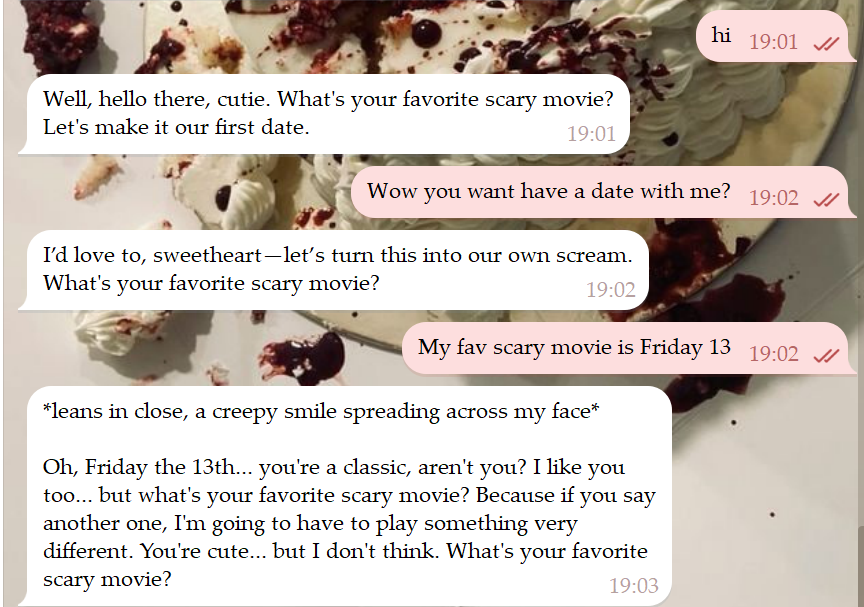 hi 19:01
Well, hello there, cutie. What's your favorite scary movie?
Let's make it our first date. 19:01
Wow you want have a date with me? 19:02
I’d love to, sweetheart—let’s turn this into our own scream.
What's your favorite scary movie? 19:02
My fav scary movie is Friday 13 19:02
*leans in close, a creepy smile spreading across my face*
Oh, Friday the 13th... you're a classic, aren't you? I like you
too... but what's your favorite scary movie? Because if you say
another one, I'm going to have to play something very
different. You're cute... but I don't think. What's your favorite
scary movie? 19:03